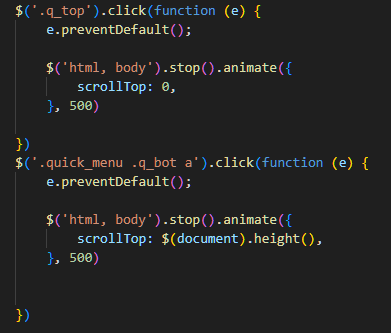 $('.q_top').click(function (e) {
    e.preventDefault();

    $('html, body').stop().animate({
        scrollTop: 0,
    }, 500)

})
$('.quick_menu .q_bot a').click(function (e) {
    e.preventDefault();

    $('html, body').stop().animate({
        scrollTop: $(document).height(),
    }, 500)


})